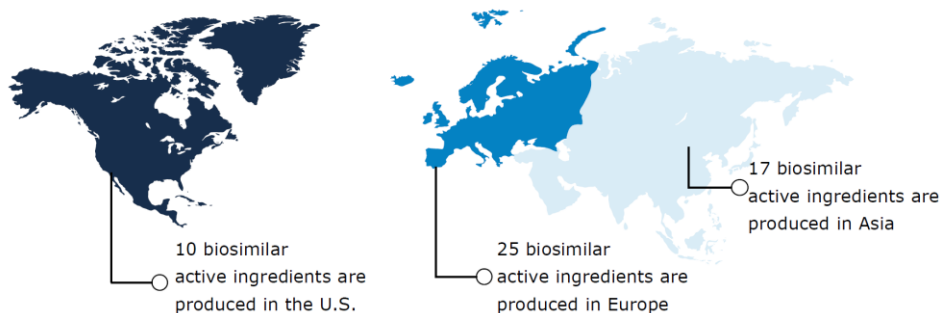 10 biosimilar
active ingredients are
produced in the U.S.
25 biosimilar
active ingredients are
produced in Europe
17 biosimilar
active ingredients are
produced in Asia